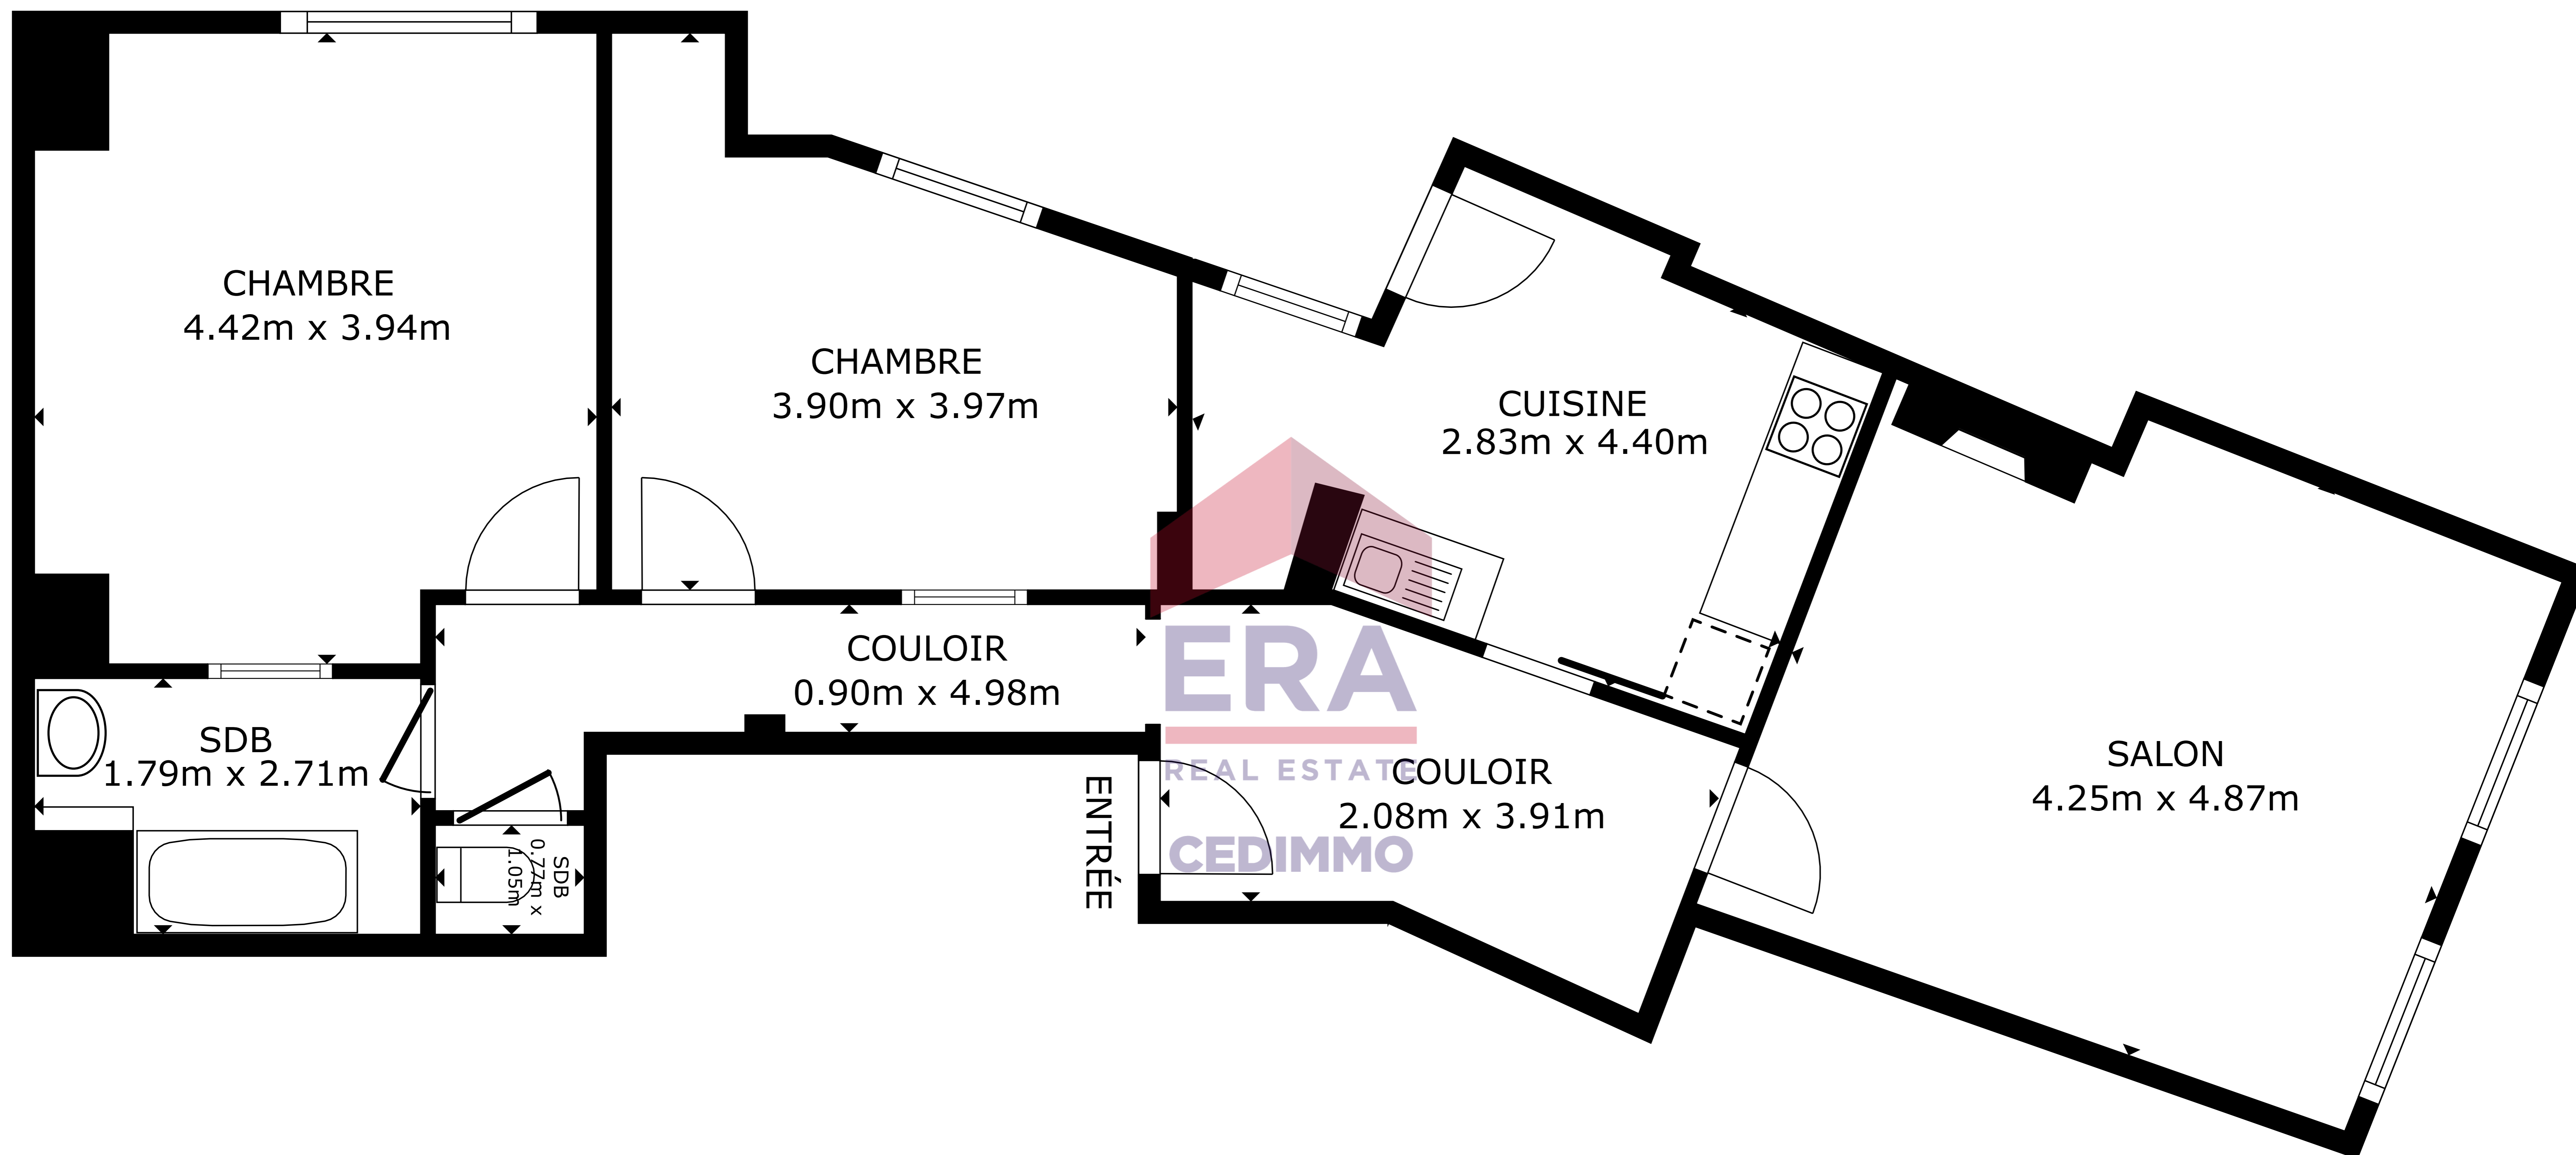 CHAMBRE
4.42m x 3.94m
CHAMBRE
3.90m x 3.97m
CUISINE
2.83m x 4.40m
COULOIR
0.90m x 4.98m
SDB
1.79m x 2.71m
SDB
0.77m x
1.05m
ENTRÉE
ERA
REAL ESTATE
CEDIMMO
COULOIR
2.08m x 3.91m
SALON
4.25m x 4.87m